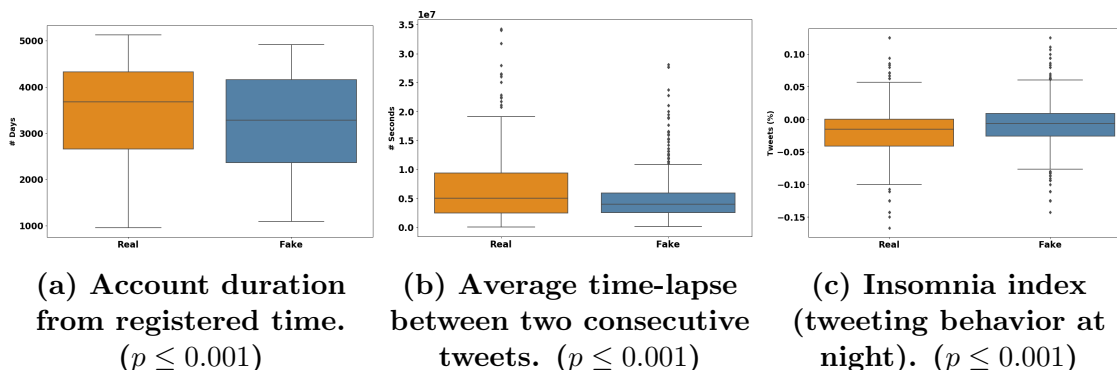 5000
4000
3000
2000
1000
# Days
Real Fake
(a) Account duration
from registered time.
(p ≤ 0.001)
1e7
3.5
3.0
2.5
2.0
1.5
1.0
0.5
0.0
# Seconds
Real Fake
(b) Average time-lapse
between two consecutive
tweets. (p ≤ 0.001)
0.10
0.05
0.00
−0.05
−0.10
−0.15
Tweets (%)
Real Fake
(c) Insomnia index
(tweeting behavior at
night). (p ≤ 0.001)